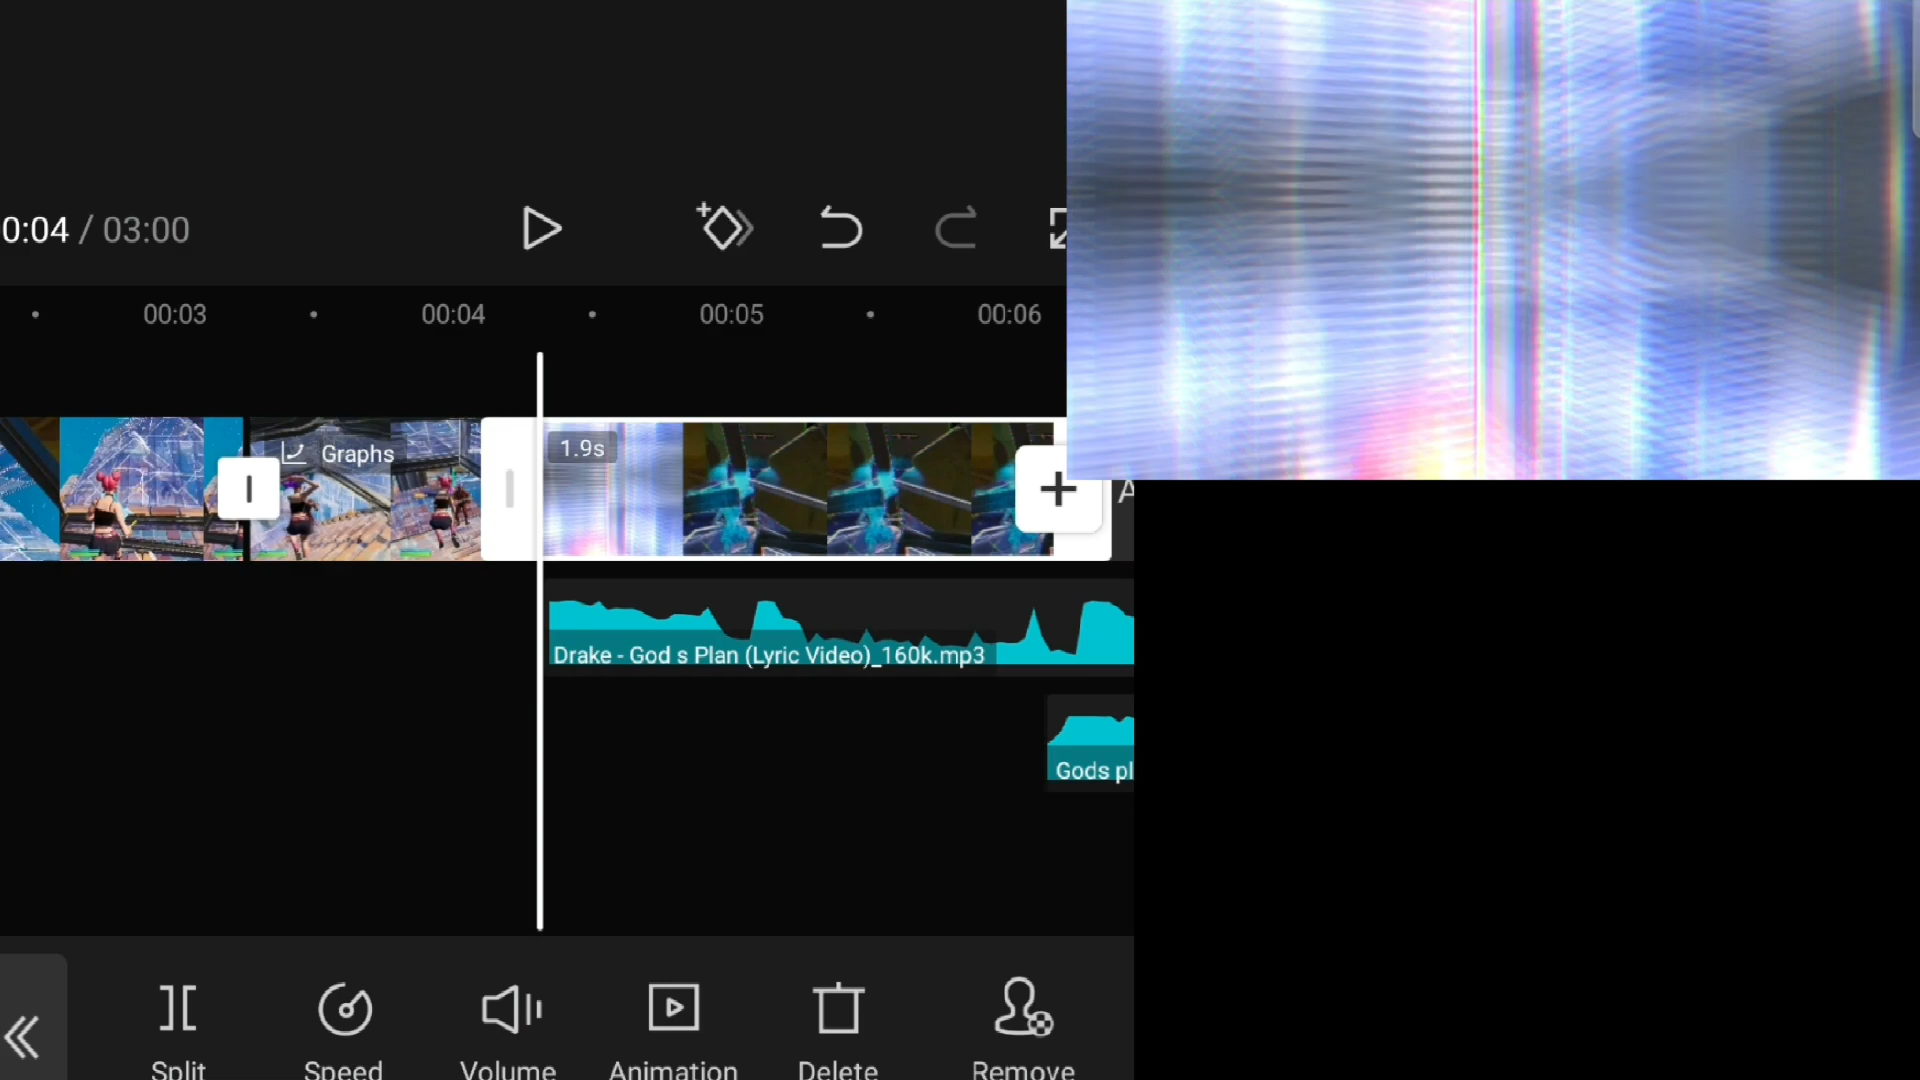 0:04 / 03:00
00:03 00:04 00:05 00:06
Graphs
1.9s
A
Drake - God s Plan (Lyric Video)_160k.mp3
Gods pl
Split Speed Volume Animation Delete Remove